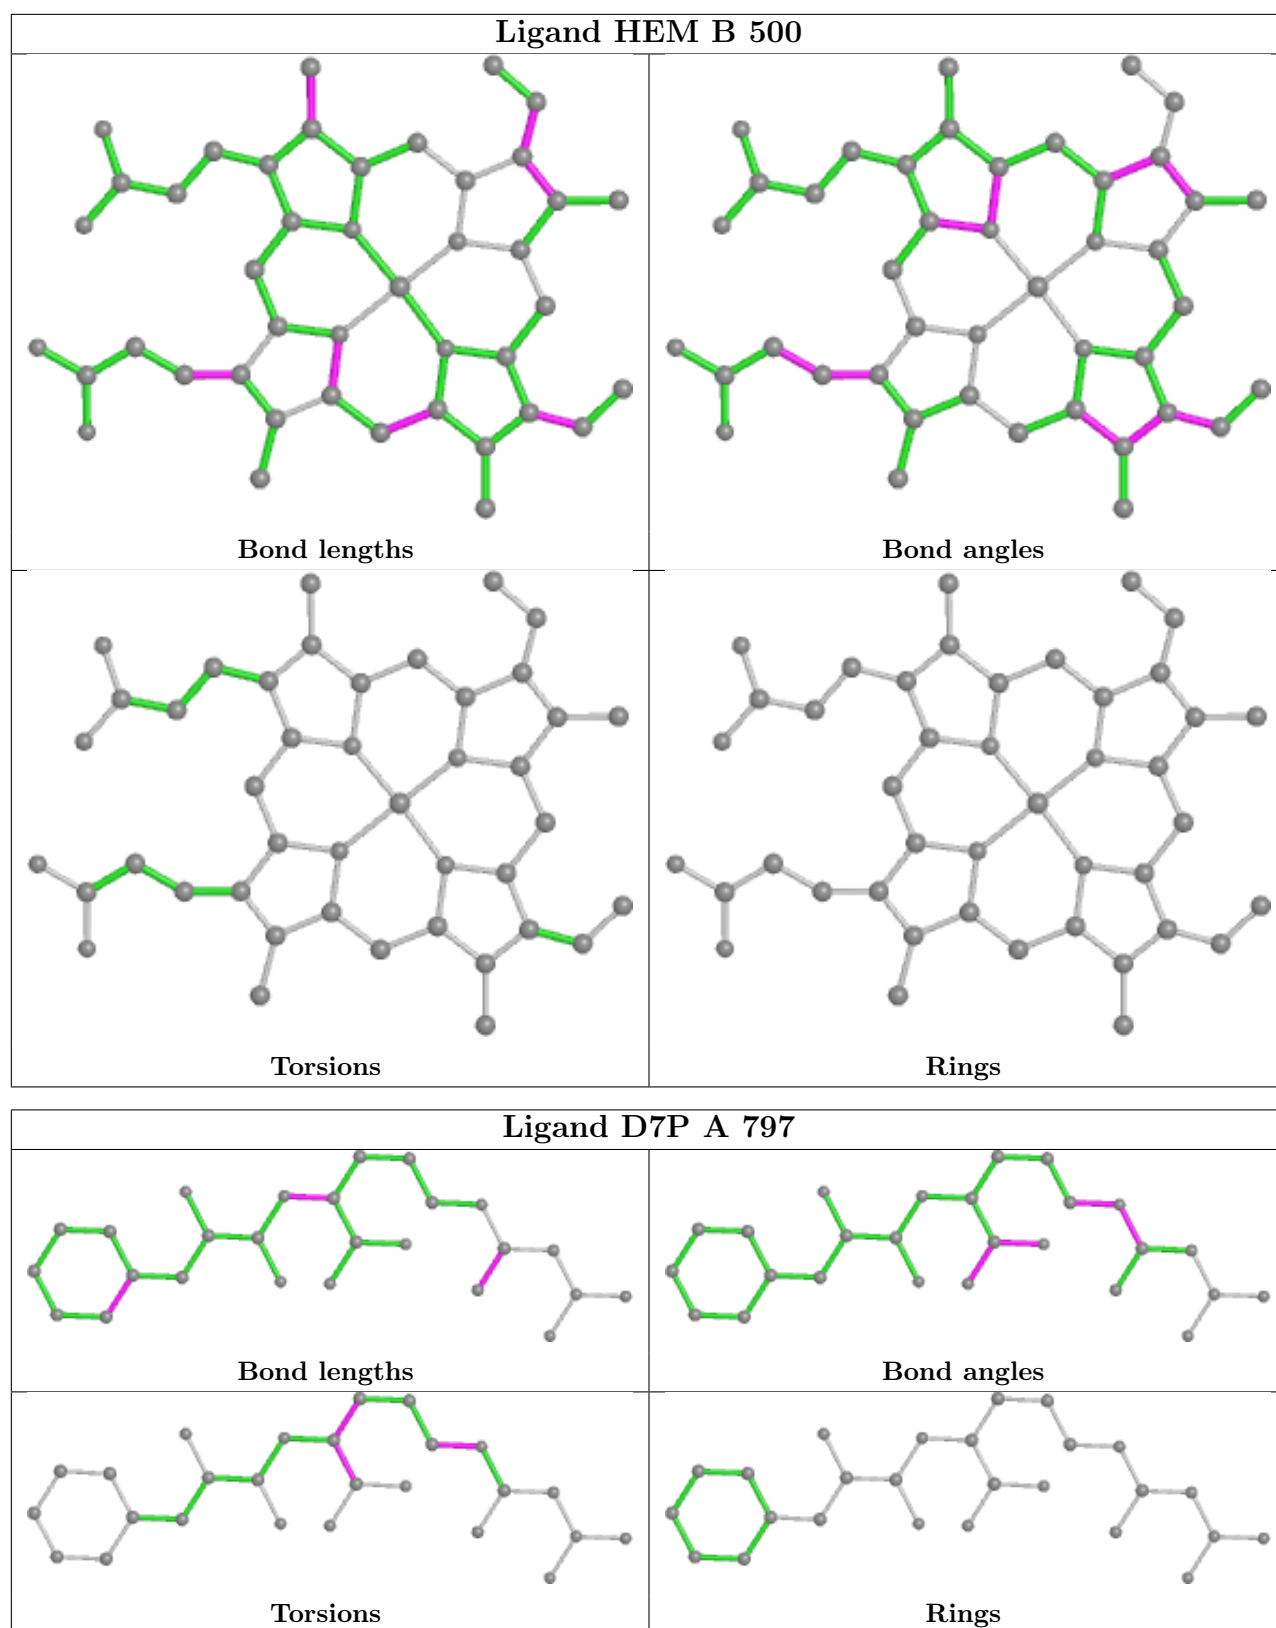 Ligand HEM B 500
Bond lengths
Bond angles
Torsions
Rings
Ligand D7P A 797
Bond lengths
Bond angles
Torsions
Rings